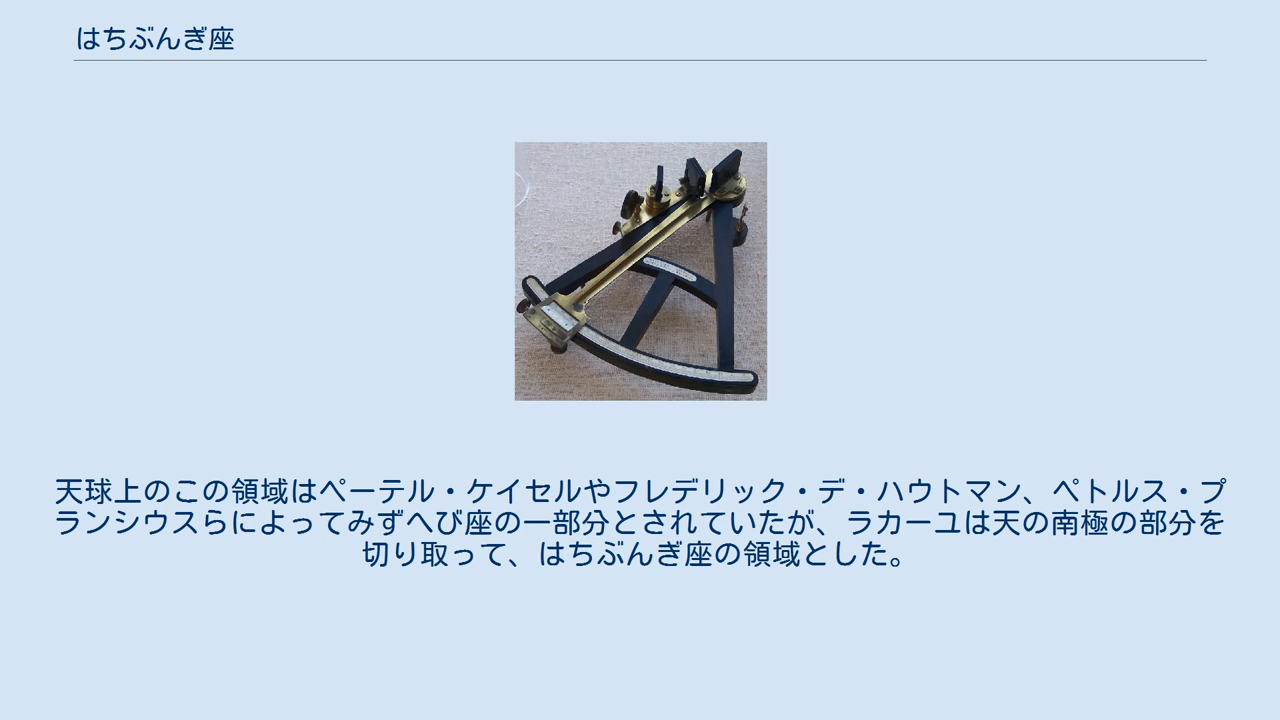 はちぶんぎ座
天球上のこの領域はペーテル・ケイセルやフレデリック・デ・ハウトマン、ペトルス・プ
ランシウスらによってみずへび座の一部分とされていたが、ラカーユは天の南極の部分を
切り取って、はちぶんぎ座の領域とした。